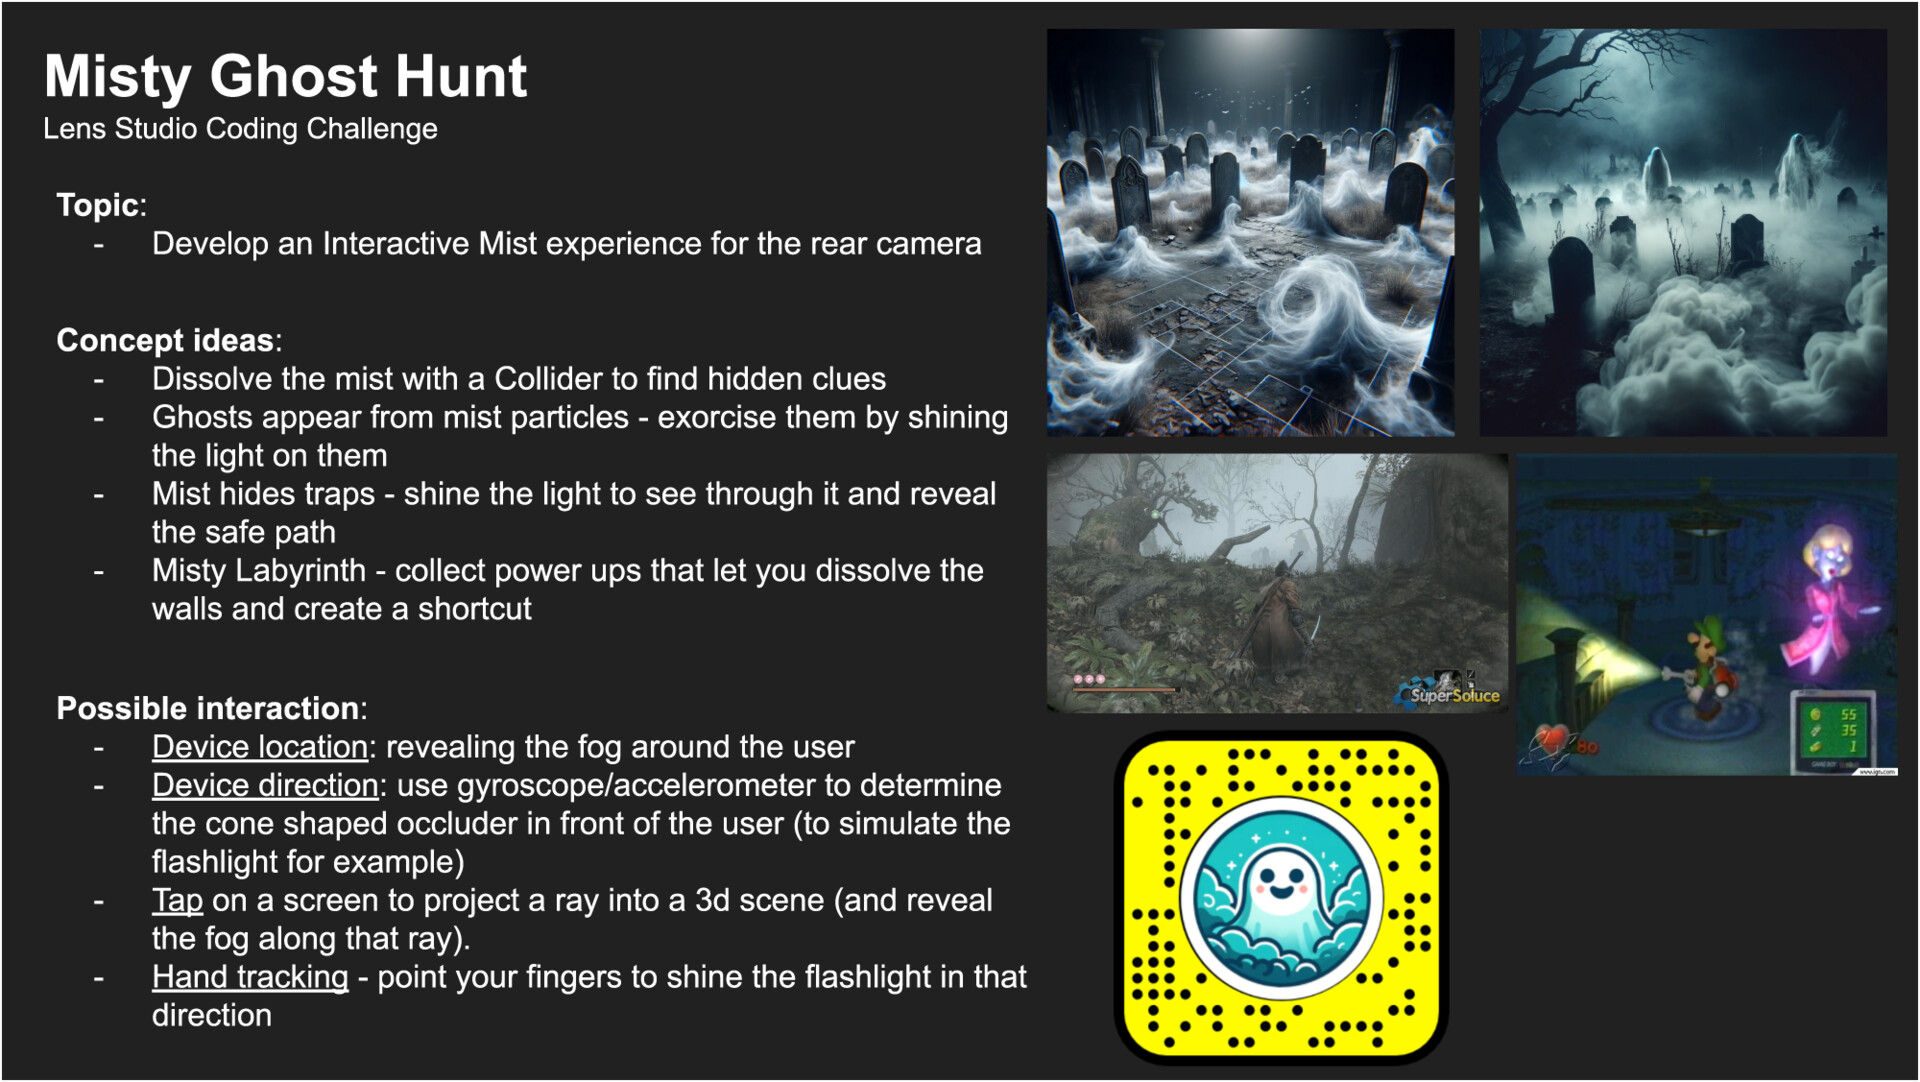 Misty Ghost Hunt
Lens Studio Coding Challenge
Topic:
- Develop an Interactive Mist experience for the rear camera
Concept ideas:
- Dissolve the mist with a Collider to find hidden clues
- Ghosts appear from mist particles - exorcise them by shining
the light on them
- Mist hides traps - shine the light to see through it and reveal
the safe path
- Misty Labyrinth - collect power ups that let you dissolve the
walls and create a shortcut
Possible interaction:
- Device location: revealing the fog around the user
- Device direction: use gyroscope/accelerometer to determine
the cone shaped occluder in front of the user (to simulate the
flashlight for example)
- Tap on a screen to project a ray into a 3d scene (and reveal
the fog along that ray).
- Hand tracking - point your fingers to shine the flashlight in that
direction
SuperSoluce
80
55
35
1
GAME BOY
www.ign.com